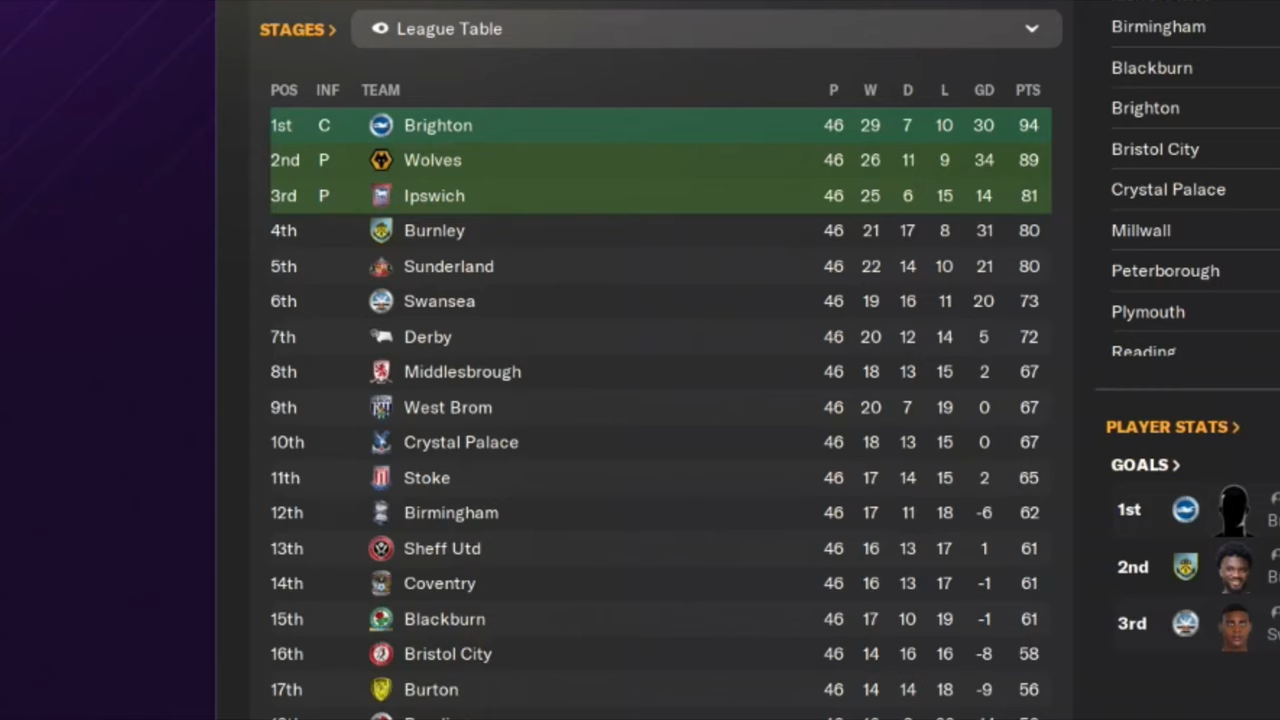 STAGES >
League Table
POS INF TEAM P W D L GD PTS
1st C Brighton 46 29 7 10 30 94
2nd P Wolves 46 26 11 9 34 89
3rd P Ipswich 46 25 6 15 14 81
4th Burnley 46 21 17 8 31 80
5th Sunderland 46 22 14 10 21 80
6th Swansea 46 19 16 11 20 73
7th Derby 46 20 12 14 5 72
8th Middlesbrough 46 18 13 15 2 67
9th West Brom 46 20 7 19 0 67
10th Crystal Palace 46 18 13 15 0 67
11th Stoke 46 17 14 15 2 65
12th Birmingham 46 17 11 18 -6 62
13th Sheff Utd 46 16 13 17 1 61
14th Coventry 46 16 13 17 -1 61
15th Blackburn 46 17 10 19 -1 61
16th Bristol City 46 14 16 16 -8 58
17th Burton 46 14 14 18 -9 56
Birmingham
Blackburn
Brighton
Bristol City
Crystal Palace
Millwall
Peterborough
Plymouth
Reading
PLAYER STATS >
GOALS >
1st
2nd
3rd